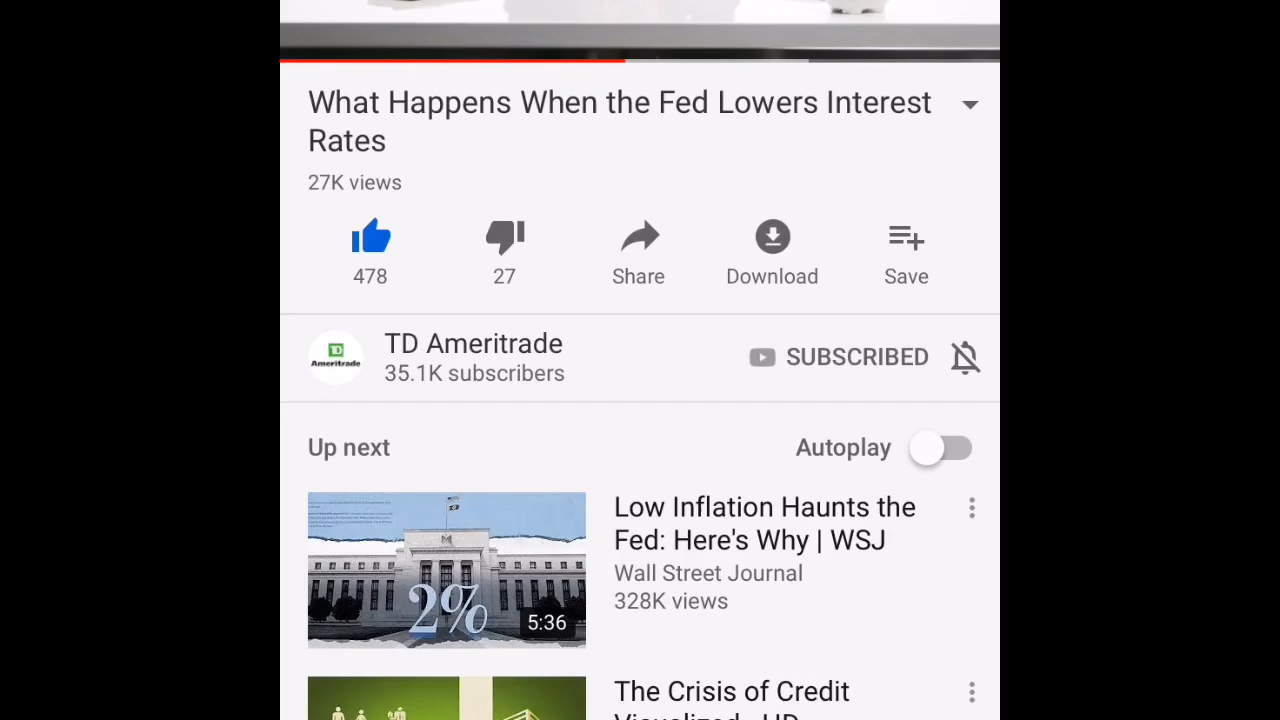 What Happens When the Fed Lowers Interest
Rates
27K views
478
27
Share
Download
Save
TD
Ameritrade
TD Ameritrade
35.1K subscribers
SUBSCRIBED
Up next
Autoplay
2%
5:36
Low Inflation Haunts the
Fed: Here's Why | WSJ
Wall Street Journal
328K views
The Crisis of Credit
Visualized - HD